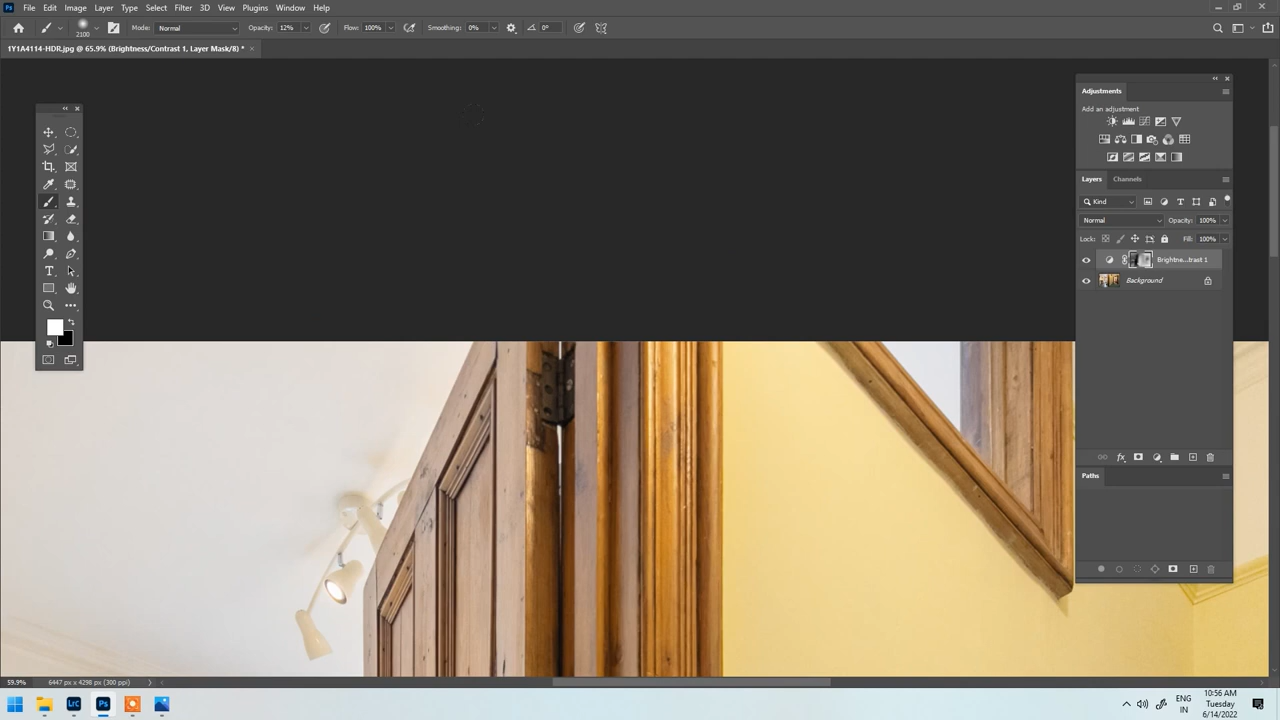 File Edit Image Layer Type Select Filter 3D View Plugins Window Help
2100 Mode: Normal Opacity: 12% Flow: 100% Smoothing: 0% 0°
1Y1A4114-HDR.jpg @ 65.9% (Brightness/Contrast 1, Layer Mask/8) *
Adjustments
Add an adjustment
Layers Channels
Kind
Normal Opacity: 100%
Lock: Fill: 100%
Brightne...trast 1
Background
Paths
59.9% 6447 px x 4298 px (300 ppi)
LrC Ps
ENG
IN
10:56 AM
Tuesday
6/14/2022